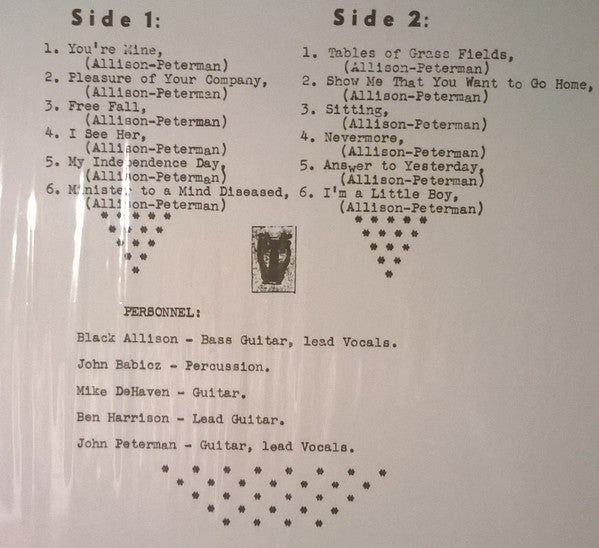 Side 1:
1. You're Mine,
(Allison-Peterman)
2. Pleasure of Your Company,
(Allison-Peterman)
3. Free Fall,
(Allison-Peterman)
4. I See Her,
(Allison-Peterman)
5. My Independence Day,
(Allison-Peterman)
6. Minister to a Mind Diseased,
(Allison-Peterman)
Side 2:
1. Tables of Grass Fields,
(Allison-Peterman)
2. Show Me That You Want to Go Home,
(Allison-Peterman)
3. Sitting,
(Allison-Peterman)
4. Nevermore,
(Allison-Peterman)
5. Answer to Yesterday,
(Allison-Peterman)
6. I'm a Little Boy,
(Allison-Peterman)
* * * * *
* * * *
* * *
* *
*
* * * * *
* * * *
* * *
* *
*
PERSONNEL:
Black Allison - Bass Guitar, lead Vocals.
John Babicz - Percussion.
Mike DeHaven - Guitar.
Ben Harrison - Lead Guitar.
John Peterman - Guitar, lead Vocals.
* * * * * * * *
* * * * * * *
* * * * * *
* * * * *
* * * *